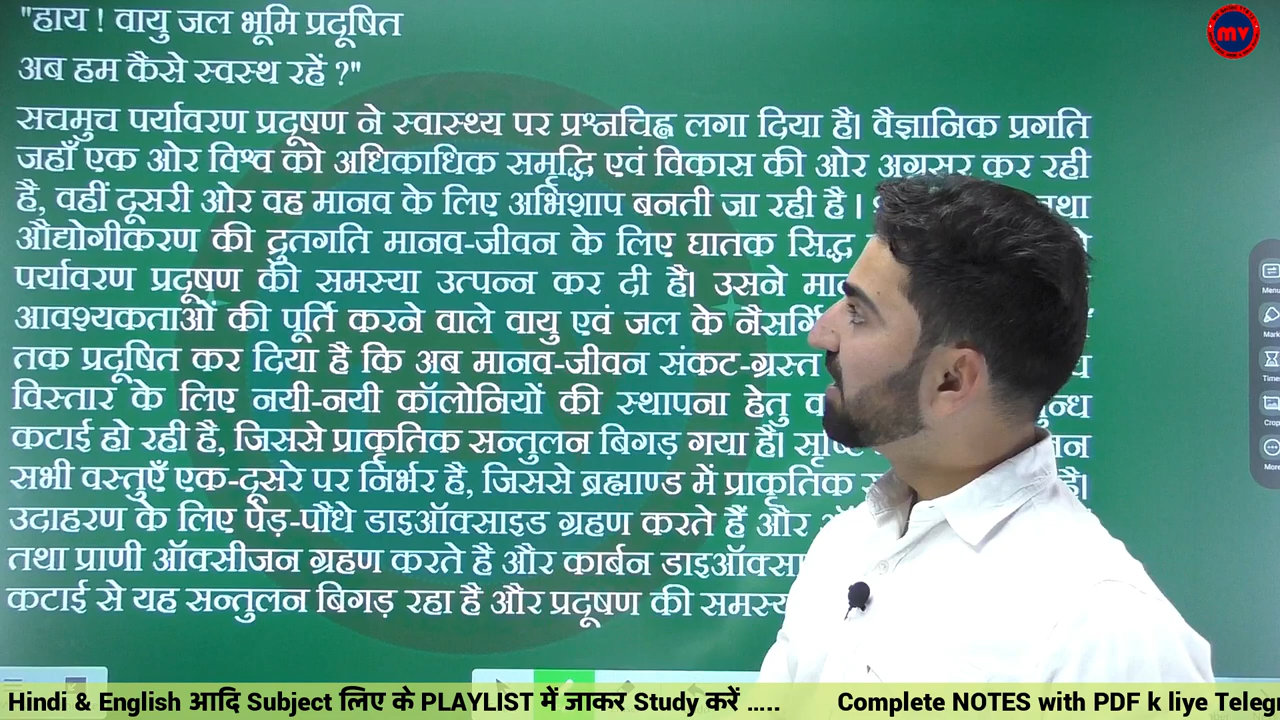 "हाय ! वायु जल भूमि प्रदूषित
अब हम कैसे स्वस्थ रहें ?"
सचमुच पर्यावरण प्रदूषण ने स्वास्थ्य पर प्रश्नचिह्न लगा दिया है। वैज्ञानिक प्रगति
जहाँ एक ओर विश्व को अधिकाधिक समृद्धि एवं विकास की ओर अग्रसर कर रही
है, वहीं दूसरी ओर वह मानव के लिए अभिशाप बनती जा रही है । तथा
औद्योगीकरण की द्रुतगति मानव-जीवन के लिए घातक सिद्ध
पर्यावरण प्रदूषण की समस्या उत्पन्न कर दी है। उसने
आवश्यकताओं की पूर्ति करने वाले वायु एवं जल के
तक प्रदूषित कर दिया है कि अब मानव-जीवन संकट-ग्रस्त
विस्तार के लिए नयी-नयी कॉलोनियों की स्थापना हेतु
कटाई हो रही है, जिससे प्राकृतिक सन्तुलन बिगड़ गया है।
सभी वस्तुएँ एक-दूसरे पर निर्भर है, जिससे ब्रह्माण्ड में प्राकृतिक है।
उदाहरण के लिए पेड़-पौधे डाइऑक्साइड ग्रहण करते हैं और
तथा प्राणी ऑक्सीजन ग्रहण करते है और कार्बन
कटाई से यह सन्तुलन बिगड़ रहा है और प्रदूषण की
mv
Menu
Crop
More
Hindi & English आदि Subject लिए के PLAYLIST में जाकर Study करें ..... Complete NOTES with PDF k liye